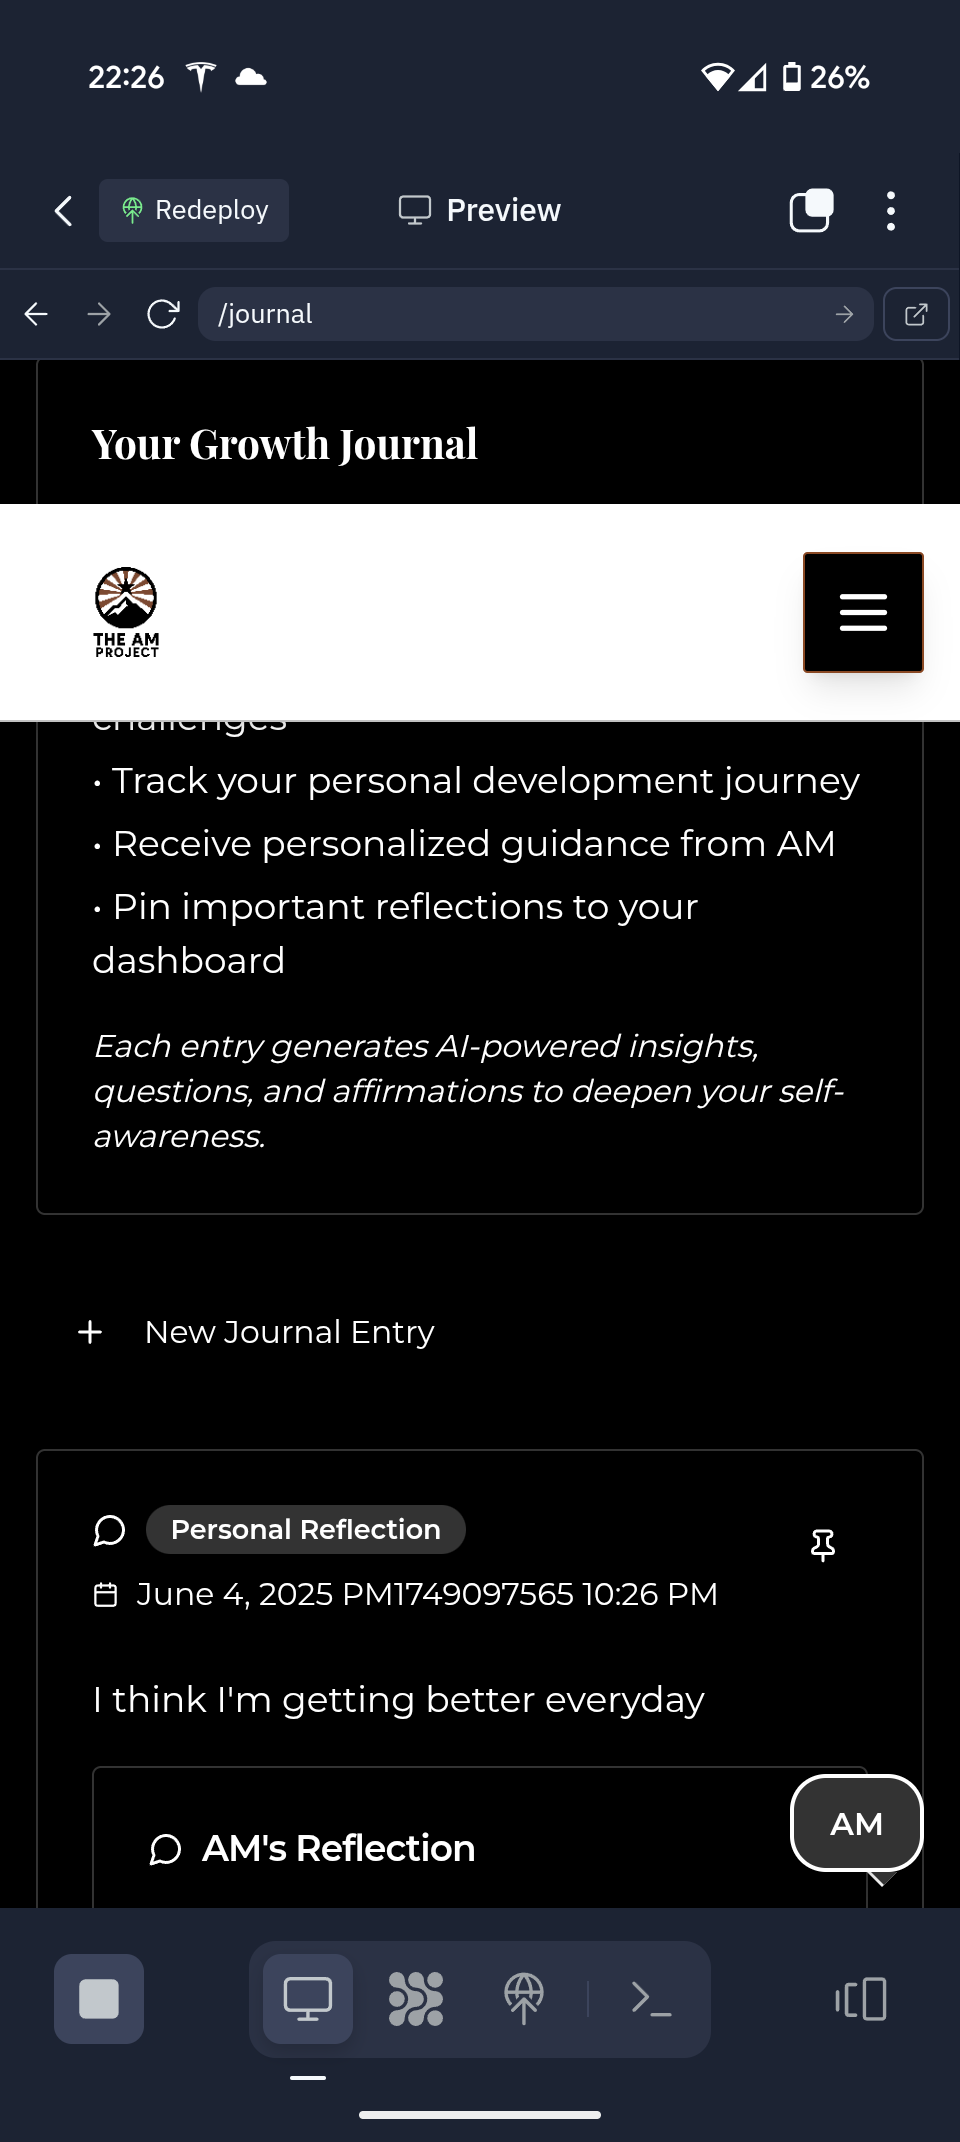 22:26
26%
Redeploy
Preview
/journal
Your Growth Journal
THE AM
PROJECT
challenges
• Track your personal development journey
• Receive personalized guidance from AM
• Pin important reflections to your
dashboard
Each entry generates AI-powered insights,
questions, and affirmations to deepen your self-
awareness.
New Journal Entry
Personal Reflection
June 4, 2025 PM1749097565 10:26 PM
I think I'm getting better everyday
AM
AM's Reflection